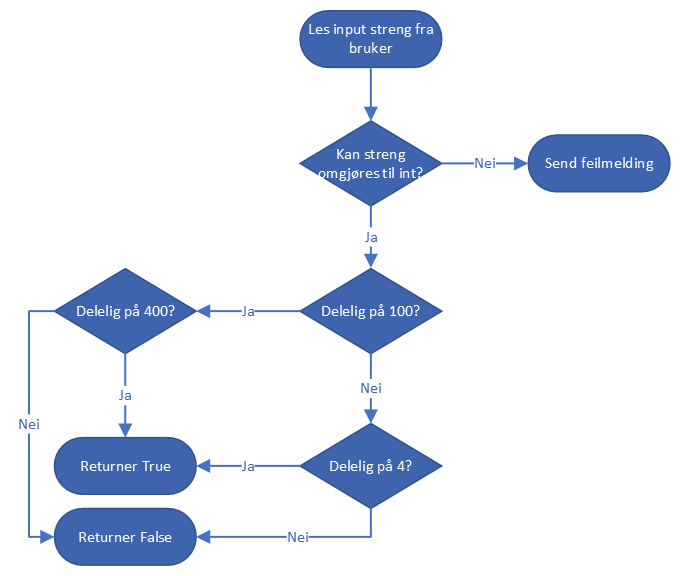 Les input streng fra
bruker
Kan streng
omgjøres til int?
Nei
Send feilmelding
Ja
Delelig på 400?
Ja
Delelig på 100?
Ja
Nei
Nei
Returner True
Ja
Delelig på 4?
Returner False
Nei